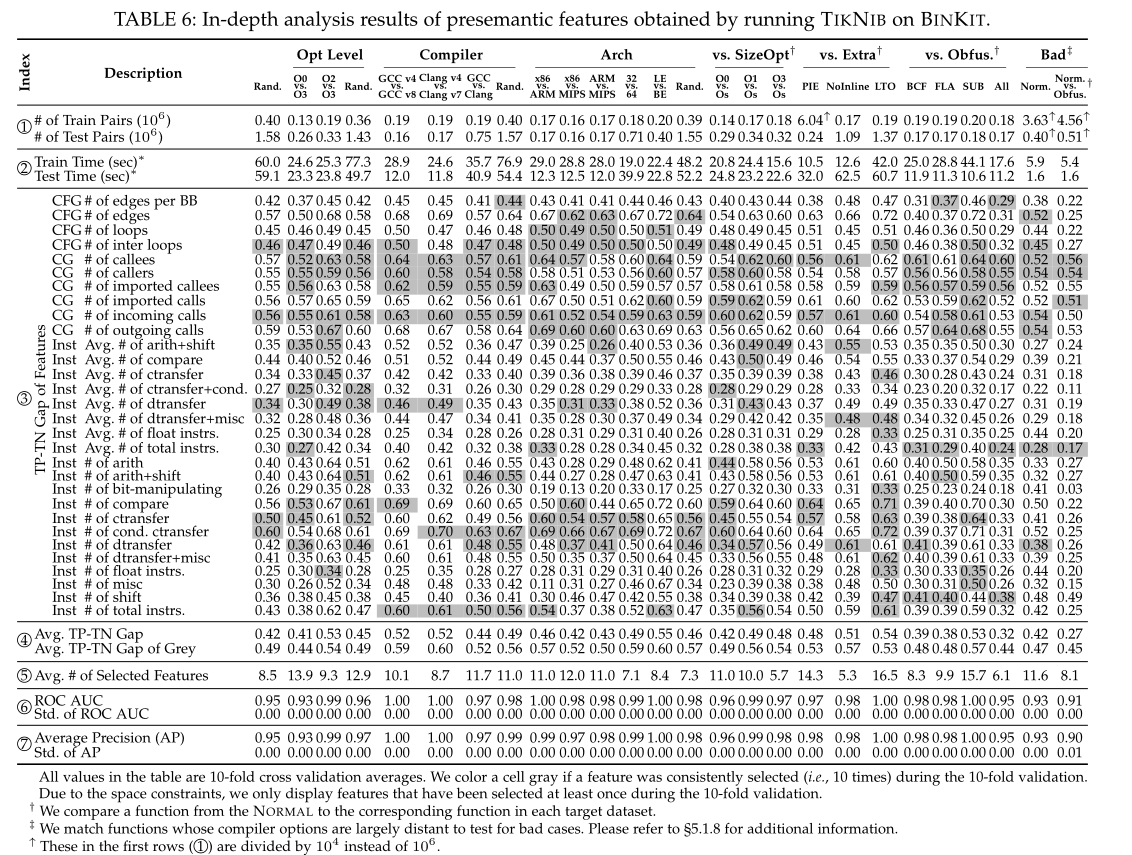 TABLE 6: In-depth analysis results of presemantic features obtained by running TIKNIB on BINKIT.
Index Description Opt Level Compiler Arch vs. SizeOpt† vs. Extra† vs. Obfus.† Bad‡
Rand. O0 vs. O3 O2 vs. O3 Rand. GCC v4 vs. GCC v8 Clang v4 vs. Clang v7 GCC vs. Clang Rand. x86 vs. ARM x86 vs. MIPS ARM vs. MIPS 32 vs. 64 LE vs. BE Rand. O0 vs. Os O1 vs. Os O3 vs. Os PIE NoInline LTO BCF FLA SUB All Norm. Norm. vs. Obfus.†
① # of Train Pairs (10⁶) 0.40 0.13 0.19 0.36 0.19 0.19 0.19 0.40 0.17 0.16 0.17 0.18 0.20 0.39 0.14 0.17 0.18 6.04↑ 0.17 0.19 0.19 0.19 0.20 0.18 3.63↑ 4.56↑
# of Test Pairs (10⁶) 1.58 0.26 0.33 1.43 0.16 0.17 0.75 1.57 0.17 0.17 0.17 0.71 0.40 1.55 0.29 0.34 0.32 0.24 1.09 1.37 0.17 0.17 0.18 0.17 0.40↑ 0.51↑
② Train Time (sec)* 60.0 24.6 25.3 77.3 28.9 24.6 35.7 76.9 29.0 28.8 28.0 19.0 22.4 48.2 20.8 24.4 15.6 10.5 12.6 42.0 25.0 28.8 44.1 17.6 5.9 5.4
Test Time (sec)* 59.1 23.3 23.8 49.7 12.0 11.8 40.9 54.4 12.3 12.5 12.0 39.9 22.8 52.2 24.8 23.5 22.2 32.0 62.5 60.7 11.9 11.3 10.6 11.2 1.6 1.6
③ TP-TN Gap of Features
CFG # of edges per BB 0.42 0.37 0.45 0.42 0.45 0.45 0.41 0.44 0.43 0.41 0.41 0.44 0.46 0.43 0.40 0.43 0.44 0.38 0.48 0.47 0.31 0.37 0.46 0.29 0.38 0.22
CFG # of edges 0.57 0.50 0.68 0.58 0.68 0.69 0.57 0.64 0.67 0.62 0.63 0.67 0.72 0.64 0.54 0.63 0.60 0.63 0.66 0.72 0.40 0.37 0.71 0.30 0.52 0.25
CFG # of loops 0.45 0.46 0.49 0.45 0.50 0.47 0.46 0.48 0.50 0.49 0.50 0.49 0.51 0.49 0.48 0.49 0.45 0.51 0.45 0.51 0.46 0.36 0.50 0.29 0.44 0.22
CFG # of inter loops 0.46 0.47 0.49 0.46 0.50 0.48 0.47 0.48 0.50 0.49 0.50 0.50 0.50 0.49 0.48 0.49 0.45 0.51 0.45 0.50 0.46 0.38 0.50 0.32 0.45 0.27
CG # of callees 0.57 0.52 0.63 0.58 0.64 0.63 0.57 0.61 0.64 0.57 0.58 0.60 0.64 0.59 0.54 0.62 0.60 0.56 0.61 0.62 0.61 0.61 0.64 0.60 0.52 0.56
CG # of callers 0.55 0.55 0.59 0.56 0.60 0.58 0.54 0.58 0.58 0.51 0.53 0.56 0.60 0.57 0.58 0.60 0.58 0.54 0.58 0.57 0.56 0.60 0.58 0.55 0.54 0.54
CG # of imported callees 0.55 0.56 0.63 0.58 0.62 0.59 0.55 0.59 0.63 0.49 0.50 0.59 0.57 0.57 0.58 0.61 0.58 0.58 0.59 0.59 0.56 0.57 0.59 0.56 0.52 0.55
CG # of imported calls 0.56 0.57 0.65 0.59 0.65 0.62 0.56 0.61 0.67 0.50 0.51 0.62 0.60 0.59 0.59 0.62 0.59 0.61 0.60 0.62 0.53 0.59 0.62 0.52 0.52 0.51
CG # of incoming calls 0.56 0.55 0.61 0.58 0.63 0.60 0.55 0.59 0.61 0.52 0.54 0.59 0.63 0.59 0.60 0.62 0.59 0.57 0.61 0.60 0.54 0.58 0.61 0.53 0.54 0.50
CG # of outgoing calls 0.59 0.53 0.67 0.60 0.68 0.67 0.58 0.64 0.69 0.60 0.60 0.63 0.69 0.63 0.56 0.65 0.62 0.60 0.64 0.66 0.57 0.64 0.68 0.55 0.54 0.53
Inst Avg. # of arith+shift 0.35 0.35 0.55 0.43 0.52 0.52 0.36 0.47 0.39 0.25 0.26 0.40 0.53 0.36 0.36 0.49 0.49 0.43 0.55 0.53 0.36 0.35 0.50 0.30 0.27 0.24
Inst Avg. # of compare 0.44 0.40 0.52 0.46 0.51 0.52 0.44 0.49 0.45 0.44 0.37 0.50 0.55 0.46 0.43 0.50 0.44 0.46 0.54 0.55 0.33 0.37 0.54 0.28 0.39 0.21
Inst Avg. # of ctransfer 0.34 0.33 0.45 0.37 0.42 0.42 0.33 0.40 0.39 0.36 0.38 0.39 0.44 0.37 0.35 0.39 0.39 0.38 0.43 0.46 0.28 0.30 0.43 0.24 0.31 0.18
Inst Avg. # of ctransfer+cond. 0.27 0.25 0.32 0.28 0.32 0.31 0.26 0.30 0.29 0.28 0.29 0.29 0.33 0.28 0.28 0.29 0.29 0.28 0.33 0.34 0.23 0.20 0.32 0.17 0.22 0.11
Inst Avg. # of dtransfer 0.34 0.30 0.49 0.38 0.46 0.49 0.35 0.43 0.35 0.31 0.33 0.38 0.52 0.36 0.31 0.43 0.43 0.37 0.49 0.49 0.35 0.33 0.47 0.27 0.31 0.19
Inst Avg. # of dtransfer+misc 0.32 0.28 0.48 0.36 0.44 0.47 0.34 0.41 0.35 0.28 0.30 0.37 0.49 0.34 0.29 0.42 0.42 0.35 0.48 0.48 0.34 0.32 0.45 0.26 0.29 0.18
Inst Avg. # of float instrs. 0.25 0.30 0.34 0.28 0.25 0.34 0.28 0.26 0.28 0.31 0.29 0.31 0.40 0.26 0.28 0.31 0.31 0.29 0.28 0.33 0.25 0.31 0.35 0.25 0.44 0.20
Inst Avg. # of total instrs. 0.30 0.27 0.42 0.34 0.40 0.42 0.32 0.38 0.33 0.28 0.28 0.34 0.45 0.32 0.28 0.38 0.38 0.33 0.42 0.43 0.31 0.29 0.40 0.24 0.28 0.17
Inst # of arith 0.40 0.43 0.64 0.51 0.62 0.61 0.46 0.55 0.43 0.28 0.29 0.48 0.62 0.41 0.44 0.58 0.56 0.53 0.61 0.60 0.40 0.39 0.59 0.35 0.33 0.27
Inst # of arith+shift 0.40 0.43 0.64 0.51 0.62 0.61 0.46 0.55 0.44 0.27 0.28 0.47 0.63 0.41 0.43 0.58 0.56 0.53 0.61 0.61 0.40 0.50 0.59 0.35 0.32 0.27
Inst # of bit-manipulating 0.26 0.29 0.35 0.28 0.33 0.32 0.26 0.30 0.19 0.13 0.20 0.33 0.17 0.25 0.27 0.32 0.30 0.33 0.31 0.33 0.25 0.23 0.24 0.18 0.41 0.03
Inst # of compare 0.56 0.53 0.67 0.61 0.69 0.69 0.60 0.65 0.50 0.60 0.44 0.65 0.72 0.60 0.59 0.67 0.56 0.64 0.65 0.71 0.39 0.40 0.70 0.30 0.50 0.22
Inst # of ctransfer 0.50 0.45 0.61 0.52 0.60 0.62 0.49 0.56 0.60 0.54 0.57 0.58 0.65 0.56 0.45 0.55 0.54 0.57 0.58 0.63 0.39 0.38 0.64 0.33 0.41 0.26
Inst # of cond. ctransfer 0.60 0.54 0.68 0.61 0.69 0.70 0.63 0.67 0.69 0.66 0.67 0.69 0.72 0.67 0.60 0.64 0.60 0.64 0.65 0.72 0.39 0.37 0.71 0.31 0.52 0.25
Inst # of dtransfer 0.42 0.36 0.63 0.46 0.61 0.61 0.48 0.55 0.48 0.37 0.41 0.50 0.64 0.46 0.34 0.57 0.56 0.49 0.61 0.61 0.41 0.39 0.61 0.33 0.38 0.26
Inst # of dtransfer+misc 0.41 0.35 0.63 0.45 0.60 0.61 0.48 0.55 0.50 0.35 0.37 0.50 0.64 0.45 0.33 0.56 0.55 0.48 0.61 0.62 0.40 0.39 0.61 0.33 0.39 0.25
Inst # of float instrs. 0.25 0.30 0.34 0.28 0.25 0.35 0.28 0.27 0.28 0.31 0.29 0.31 0.40 0.26 0.28 0.31 0.32 0.29 0.28 0.33 0.30 0.33 0.35 0.26 0.44 0.20
Inst # of misc 0.30 0.26 0.52 0.34 0.48 0.48 0.33 0.42 0.11 0.31 0.27 0.46 0.67 0.34 0.23 0.39 0.38 0.38 0.48 0.50 0.30 0.31 0.50 0.26 0.32 0.15
Inst # of shift 0.36 0.38 0.45 0.38 0.45 0.46 0.36 0.41 0.30 0.46 0.47 0.42 0.55 0.38 0.34 0.39 0.38 0.42 0.38 0.47 0.41 0.40 0.44 0.38 0.48 0.49
Inst # of total instrs. 0.43 0.38 0.62 0.47 0.60 0.61 0.50 0.56 0.54 0.37 0.38 0.52 0.63 0.47 0.35 0.56 0.54 0.50 0.59 0.61 0.39 0.39 0.59 0.32 0.42 0.25
④ Avg. TP-TN Gap 0.42 0.41 0.53 0.45 0.52 0.52 0.44 0.49 0.46 0.42 0.43 0.49 0.55 0.46 0.42 0.49 0.48 0.48 0.51 0.54 0.40 0.38 0.53 0.32 0.42 0.27
Avg. TP-TN Gap of Grey 0.49 0.44 0.54 0.49 0.59 0.60 0.52 0.56 0.57 0.52 0.50 0.56 0.60 0.57 0.49 0.56 0.54 0.53 0.57 0.53 0.48 0.48 0.57 0.44 0.47 0.45
⑤ Avg. # of Selected Features 8.5 13.9 9.3 12.9 10.1 8.7 11.7 11.0 11.0 12.0 11.0 7.1 8.4 7.3 11.0 10.0 5.7 14.3 5.3 16.5 8.3 9.9 15.7 6.1 11.6 8.1
⑥ ROC AUC 0.95 0.93 0.99 0.96 1.00 1.00 0.97 0.98 1.00 0.98 0.98 0.99 1.00 0.98 0.96 0.99 0.97 0.97 0.98 1.00 0.98 0.98 1.00 0.95 0.93 0.91
Std. of ROC AUC 0.00 0.00 0.00 0.00 0.00 0.00 0.00 0.00 0.00 0.00 0.00 0.00 0.00 0.00 0.00 0.00 0.00 0.00 0.00 0.00 0.00 0.00 0.00 0.00 0.00 0.00
⑦ Average Precision (AP) 0.95 0.93 0.99 0.97 1.00 1.00 0.97 0.99 0.99 0.97 0.98 0.99 1.00 0.98 0.96 0.99 0.97 0.98 0.98 1.00 0.98 0.98 1.00 0.95 0.93 0.90
Std. of AP 0.00 0.00 0.00 0.00 0.00 0.00 0.00 0.00 0.00 0.00 0.00 0.00 0.00 0.00 0.00 0.00 0.00 0.00 0.00 0.00 0.00 0.00 0.00 0.00 0.00 0.01
All values in the table are 10-fold cross validation averages. We color a cell gray if a feature was consistently selected (i.e., 10 times) during the 10-fold validation.
Due to the space constraints, we only display features that have been selected at least once during the 10-fold validation.
† We compare a function from the NORMAL to the corresponding function in each target dataset.
‡ We match functions whose compiler options are largely distant to test for bad cases. Please refer to §5.1.8 for additional information.
↑ These in the first rows (①) are divided by 10⁴ instead of 10⁶.